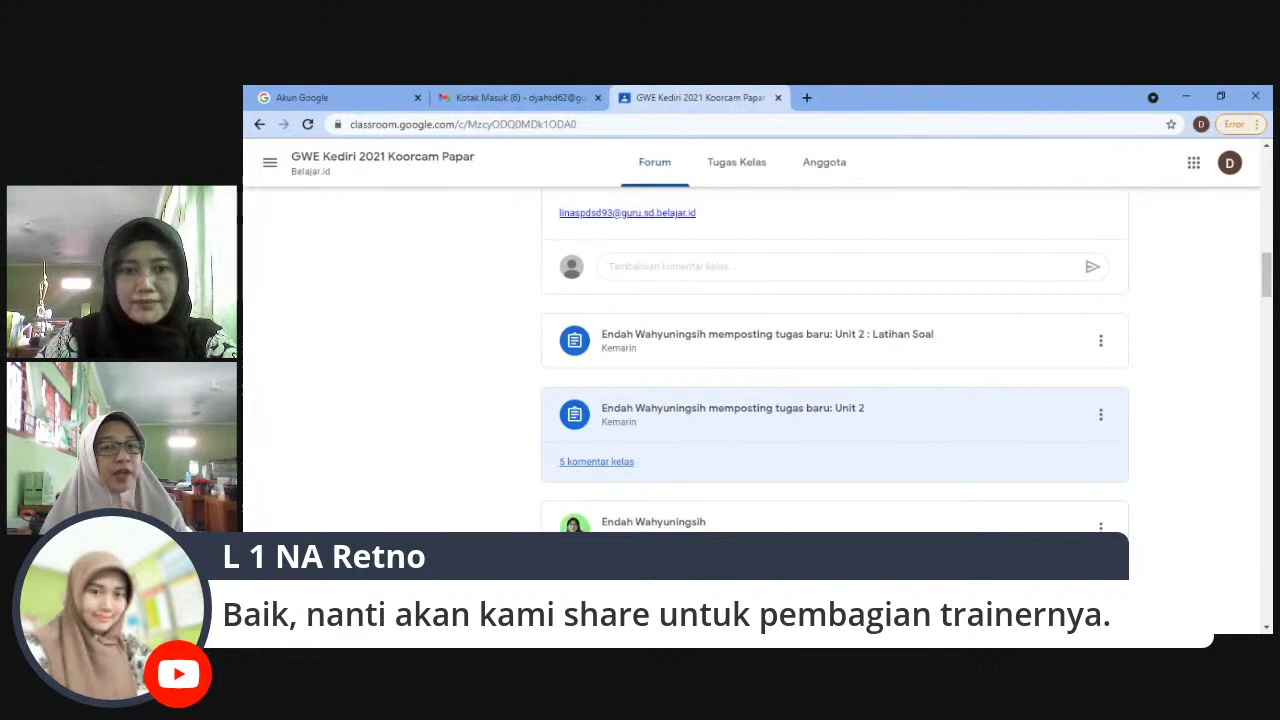 Akun Google
Kotak Masuk (6) - dyahsd62@gu
GWE Kediri 2021 Koorcam Papar
classroom.google.com/c/MzcyODQ0MDk1ODA0
D
Error
GWE Kediri 2021 Koorcam Papar
Belajar.id
Forum
Tugas Kelas
Anggota
D
linaspdsd93@guru.sd.belajar.id
Tambahkan komentar kelas...
Endah Wahyuningsih memposting tugas baru: Unit 2 : Latihan Soal
Kemarin
Endah Wahyuningsih memposting tugas baru: Unit 2
Kemarin
5 komentar kelas
Endah Wahyuningsih
L 1 NA Retno
Baik, nanti akan kami share untuk pembagian trainernya.